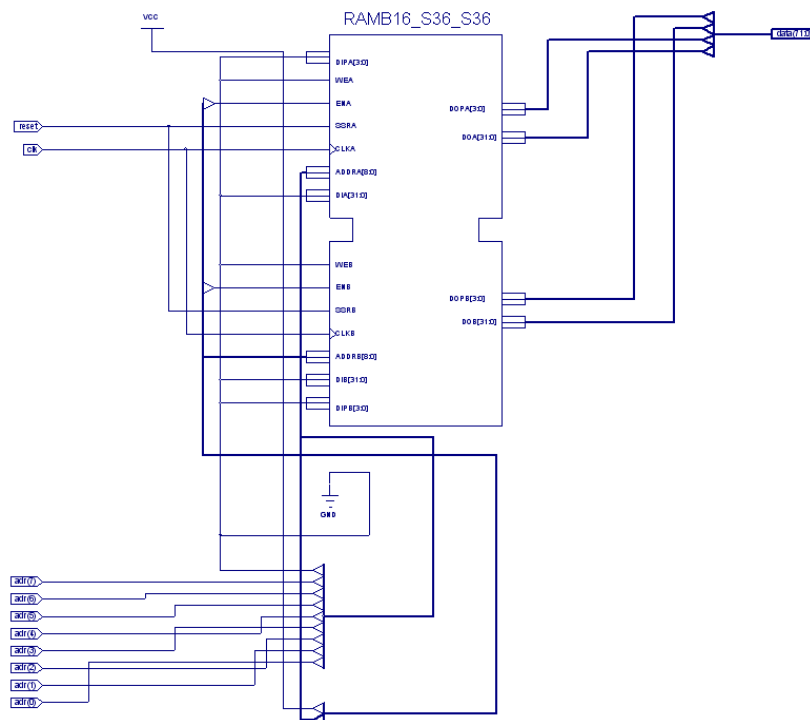 VCC
RAMB16_S36_S36
data(71:0)
DIPA[3:0]
WEA
ENA
DOPA[3:0]
reset
SSRA
DOA[31:0]
clk
CLKA
ADDRA[8:0]
DIA[31:0]
WEB
ENB
DOPB[3:0]
SSRB
DOB[31:0]
CLKB
ADDRB[8:0]
DIB[31:0]
DIPB[3:0]
GND
adr(7)
adr(6)
adr(5)
adr(4)
adr(3)
adr(2)
adr(1)
adr(0)